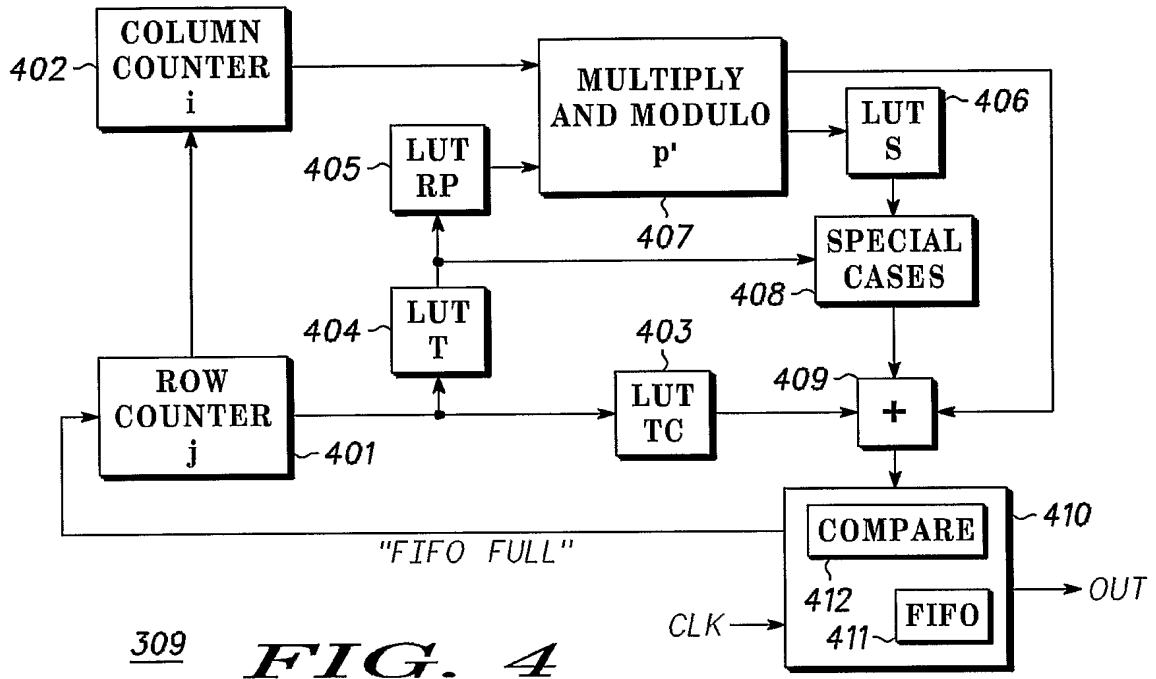 COLUMN
COUNTER
i
402
MULTIPLY
AND MODULO
p'
407
LUT
S
406
LUT
RP
405
SPECIAL
CASES
408
LUT
T
404
403
LUT
TC
409
+
ROW
COUNTER
j
401
410
COMPARE
412
"FIFO FULL"
FIFO
411
CLK
OUT
309
FIG. 4